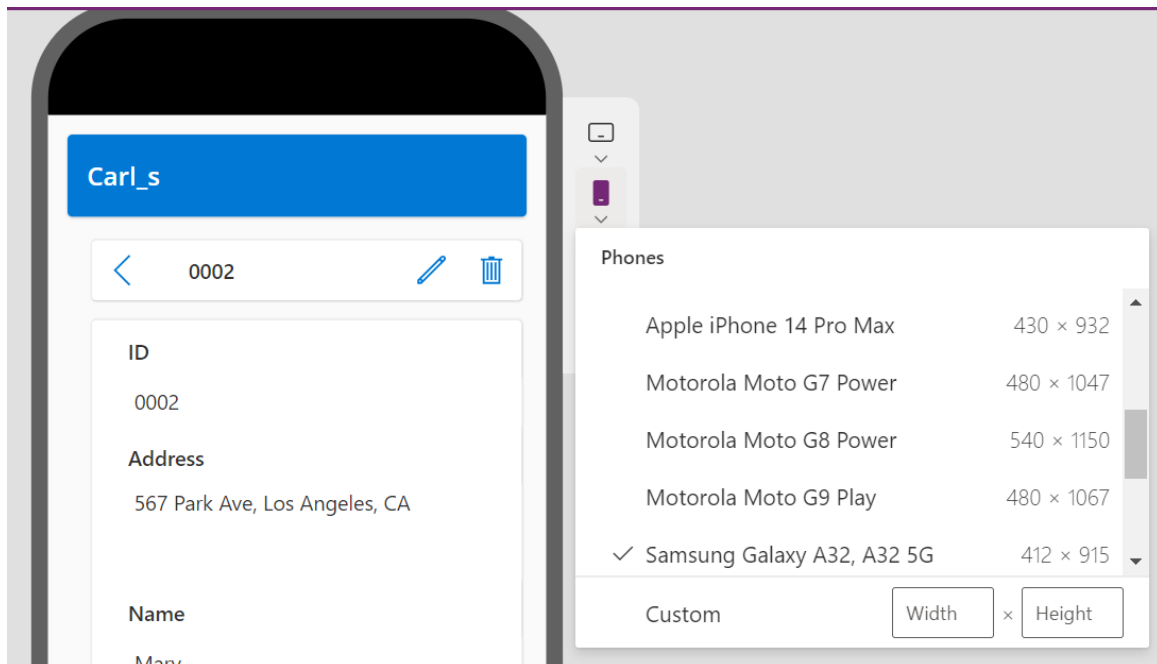 Carl_s
0002
ID
0002
Address
567 Park Ave, Los Angeles, CA
Name
Mary
Phones
Apple iPhone 14 Pro Max 430 × 932
Motorola Moto G7 Power 480 × 1047
Motorola Moto G8 Power 540 × 1150
Motorola Moto G9 Play 480 × 1067
Samsung Galaxy A32, A32 5G 412 × 915
Custom Width × Height